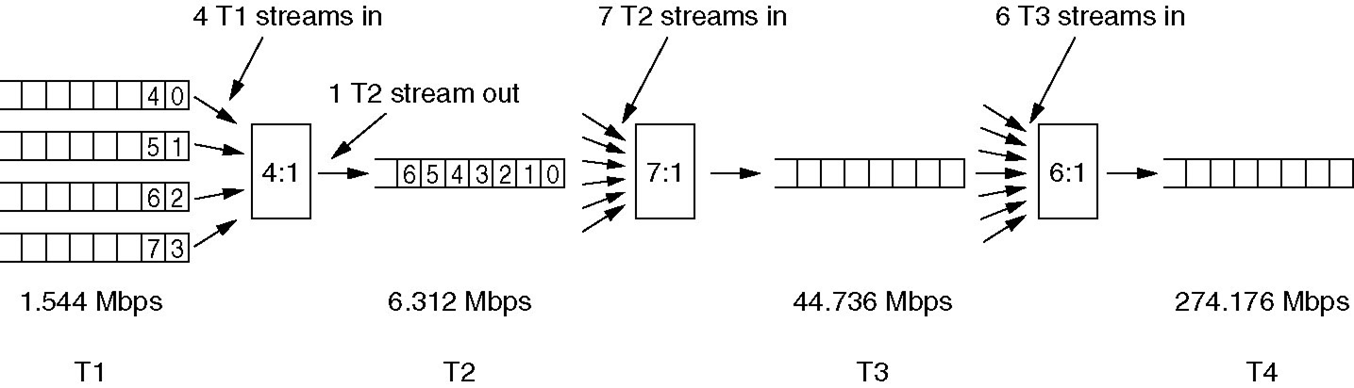 4 T1 streams in
7 T2 streams in
6 T3 streams in
1 T2 stream out
4 0
5 1
6 2
7 3
4:1
6 5 4 3 2 1 0
7:1
6:1
1.544 Mbps
6.312 Mbps
44.736 Mbps
274.176 Mbps
T1
T2
T3
T4